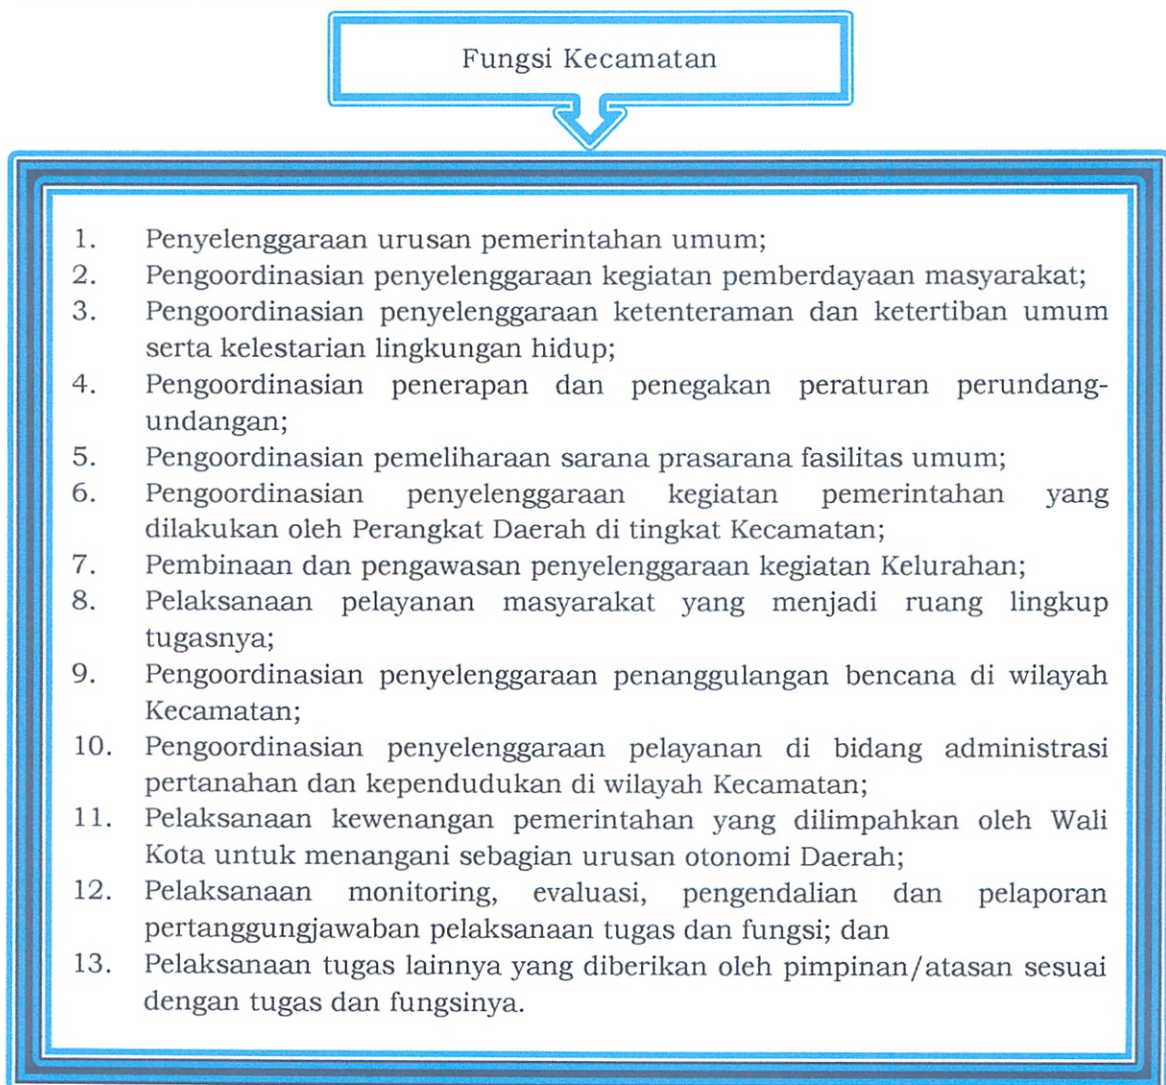 Fungsi Kecamatan
1. Penyelenggaraan urusan pemerintahan umum;
2. Pengoordinasian penyelenggaraan kegiatan pemberdayaan masyarakat;
3. Pengoordinasian penyelenggaraan ketenteraman dan ketertiban umum
serta kelestarian lingkungan hidup;
4. Pengoordinasian penerapan dan penegakan peraturan perundang-
undangan;
5. Pengoordinasian pemeliharaan sarana prasarana fasilitas umum;
6. Pengoordinasian penyelenggaraan kegiatan pemerintahan yang
dilakukan oleh Perangkat Daerah di tingkat Kecamatan;
7. Pembinaan dan pengawasan penyelenggaraan kegiatan Kelurahan;
8. Pelaksanaan pelayanan masyarakat yang menjadi ruang lingkup
tugasnya;
9. Pengoordinasian penyelenggaraan penanggulangan bencana di wilayah
Kecamatan;
10. Pengoordinasian penyelenggaraan pelayanan di bidang administrasi
pertanahan dan kependudukan di wilayah Kecamatan;
11. Pelaksanaan kewenangan pemerintahan yang dilimpahkan oleh Wali
Kota untuk menangani sebagian urusan otonomi Daerah;
12. Pelaksanaan monitoring, evaluasi, pengendalian dan pelaporan
pertanggungjawaban pelaksanaan tugas dan fungsi; dan
13. Pelaksanaan tugas lainnya yang diberikan oleh pimpinan/atasan sesuai
dengan tugas dan fungsinya.